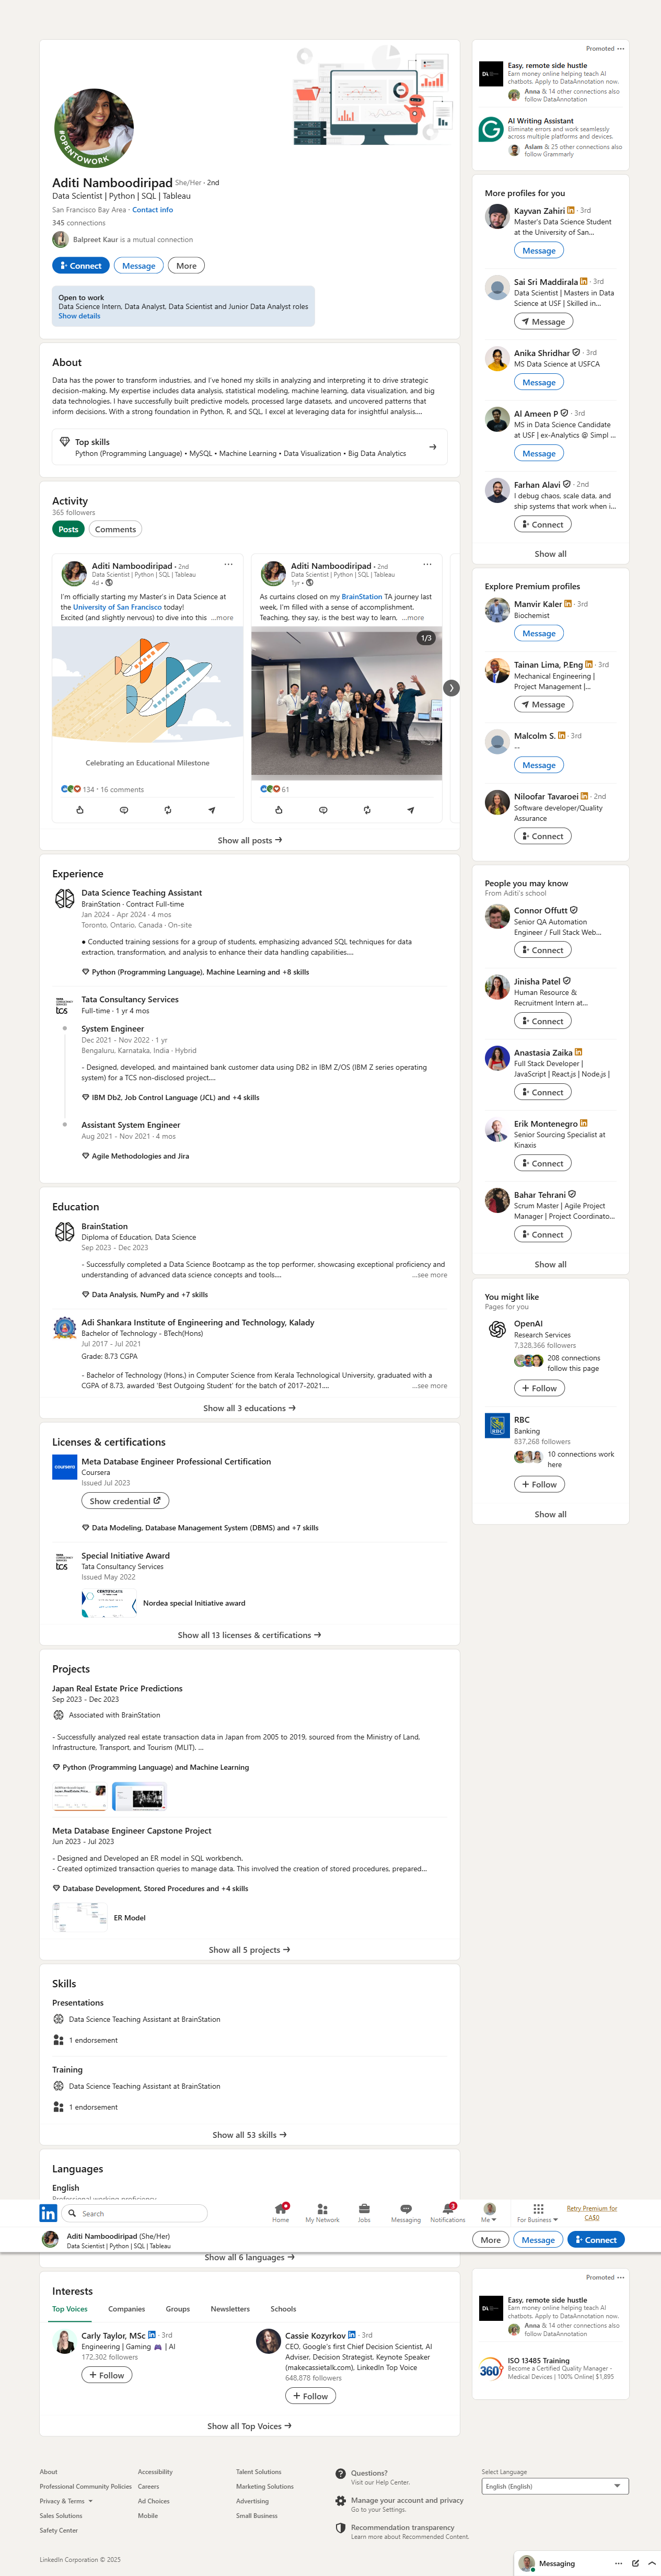 Promoted
Easy, remote side hustle
Earn money online helping teach AI
chatbots. Apply to DataAnnotation now.
Anna & 14 other connections also
follow DataAnnotation
AI Writing Assistant
Eliminate errors and work seamlessly
across multiple platforms and devices.
Aslam & 25 other connections also
follow Grammarly
#OPENTOWORK
Aditi Namboodiripad She/Her · 2nd
Data Scientist | Python | SQL | Tableau
San Francisco Bay Area · Contact info
345 connections
Balpreet Kaur is a mutual connection
Connect
Message
More
Open to work
Data Science Intern, Data Analyst, Data Scientist and Junior Data Analyst roles
Show details
About
Data has the power to transform industries, and I've honed my skills in analyzing and interpreting it to drive strategic
decision-making. My expertise includes data analysis, statistical modeling, machine learning, data visualization, and big
data technologies. I have successfully built predictive models, processed large datasets, and uncovered patterns that
inform decisions. With a strong foundation in Python, R, and SQL, I excel at leveraging data for insightful analysis,...
Top skills
Python (Programming Language) • MySQL • Machine Learning • Data Visualization • Big Data Analytics
Activity
365 followers
Posts
Comments
Aditi Namboodiripad • 2nd
Data Scientist | Python | SQL | Tableau
4d •
I'm officially starting my Master's in Data Science at
the University of San Francisco today!
Excited (and slightly nervous) to dive into this ...more
Celebrating an Educational Milestone
134 · 16 comments
Aditi Namboodiripad • 2nd
Data Scientist | Python | SQL | Tableau
1yr •
As curtains closed on my BrainStation TA journey last
week, I'm filled with a sense of accomplishment.
Teaching, they say, is the best way to learn, ...more
1/3
61
Show all posts
Experience
Data Science Teaching Assistant
BrainStation · Contract Full-time
Jan 2024 - Apr 2024 · 4 mos
Toronto, Ontario, Canada · On-site
● Conducted training sessions for a group of students, emphasizing advanced SQL techniques for data
extraction, transformation, and analysis to enhance their data handling capabilities....
Python (Programming Language), Machine Learning and +8 skills
Tata Consultancy Services
Full-time · 1 yr 4 mos
System Engineer
Dec 2021 - Nov 2022 · 1 yr
Bengaluru, Karnataka, India · Hybrid
- Designed, developed, and maintained bank customer data using DB2 in IBM Z/OS (IBM Z series operating
system) for a TCS non-disclosed project....
IBM Db2, Job Control Language (JCL) and +4 skills
Assistant System Engineer
Aug 2021 - Nov 2021 · 4 mos
Agile Methodologies and Jira
Education
BrainStation
Diploma of Education, Data Science
Sep 2023 - Dec 2023
- Successfully completed a Data Science Bootcamp as the top performer, showcasing exceptional proficiency and
understanding of advanced data science concepts and tools.... ...see more
Data Analysis, NumPy and +7 skills
Adi Shankara Institute of Engineering and Technology, Kalady
Bachelor of Technology - BTech(Hons)
Jul 2017 - Jul 2021
Grade: 8.73 CGPA
- Bachelor of Technology (Hons.) in Computer Science from Kerala Technological University, graduated with a
CGPA of 8.73, awarded 'Best Outgoing Student' for the batch of 2017-2021.... ...see more
Show all 3 educations
Licenses & certifications
coursera
Meta Database Engineer Professional Certification
Coursera
Issued Jul 2023
Show credential
Data Modeling, Database Management System (DBMS) and +7 skills
Special Initiative Award
Tata Consultancy Services
Issued May 2022
CERTIFICATE
Nordea special Initiative award
Show all 13 licenses & certifications
Projects
Japan Real Estate Price Predictions
Sep 2023 - Dec 2023
Associated with BrainStation
- Successfully analyzed real estate transaction data in Japan from 2005 to 2019, sourced from the Ministry of Land,
Infrastructure, Transport, and Tourism (MLIT), ...
Python (Programming Language) and Machine Learning
Meta Database Engineer Capstone Project
Jun 2023 - Jul 2023
- Designed and Developed an ER model in SQL workbench.
- Created optimized transaction queries to manage data. This involved the creation of stored procedures, prepared...
Database Development, Stored Procedures and +4 skills
ER Model
Show all 5 projects
Skills
Presentations
Data Science Teaching Assistant at BrainStation
1 endorsement
Training
Data Science Teaching Assistant at BrainStation
1 endorsement
Show all 53 skills
Languages
English
Professional working proficiency
More profiles for you
Kayvan Zahiri · 3rd
Master's Data Science Student
at the University of San...
Message
Sai Sri Maddirala · 3rd
Data Scientist | Masters in Data
Science at USF | Skilled in...
Message
Anika Shridhar · 3rd
MS Data Science at USFCA
Message
Al Ameen P · 3rd
MS in Data Science Candidate
at USF | ex-Analytics @ Simpl ...
Message
Farhan Alavi · 2nd
I debug chaos, scale data, and
ship systems that work when i...
Connect
Show all
Explore Premium profiles
Manvir Kaler · 3rd
Biochemist
Message
Tainan Lima, P.Eng · 3rd
Mechanical Engineering |
Project Management |...
Message
Malcolm S. · 3rd
--
Message
Niloofar Tavaroei · 2nd
Software developer/Quality
Assurance
Connect
People you may know
From Aditi's school
Connor Offutt
Senior QA Automation
Engineer / Full Stack Web...
Connect
Jinisha Patel
Human Resource &
Recruitment Intern at...
Connect
Anastasia Zaika
Full Stack Developer |
JavaScript | React.js | Node.js |
Connect
Erik Montenegro
Senior Sourcing Specialist at
Kinaxis
Connect
Bahar Tehrani
Scrum Master | Agile Project
Manager | Project Coordinato...
Connect
Show all
You might like
Pages for you
OpenAI
Research Services
7,328,366 followers
208 connections
follow this page
Follow
RBC
Banking
837,268 followers
10 connections work
here
Follow
Show all
in
Search
Home
My Network
Jobs
Messaging
3
Notifications
Me
For Business
Retry Premium for
CA$0
Aditi Namboodiripad (She/Her)
Data Scientist | Python | SQL | Tableau
More
Message
Connect
Show all 6 languages
Interests
Top Voices
Companies
Groups
Newsletters
Schools
Carly Taylor, MSc · 3rd
Engineering | Gaming 🎮 | AI
172,302 followers
Follow
Cassie Kozyrkov · 3rd
CEO, Google's first Chief Decision Scientist, AI
Adviser, Decision Strategist, Keynote Speaker
(makecassietalk.com), LinkedIn Top Voice
648,878 followers
Follow
Show all Top Voices
Promoted
Easy, remote side hustle
Earn money online helping teach AI
chatbots. Apply to DataAnnotation now.
Anna & 14 other connections also
follow DataAnnotation
360
ISO 13485 Training
Become a Certified Quality Manager -
Medical Devices | 100% Online| $1,895
About
Accessibility
Talent Solutions
Professional Community Policies
Careers
Marketing Solutions
Privacy & Terms
Ad Choices
Advertising
Sales Solutions
Mobile
Small Business
Safety Center
Questions?
Visit our Help Center.
Manage your account and privacy
Go to your Settings.
Recommendation transparency
Learn more about Recommended Content.
Select Language
English (English)
LinkedIn Corporation © 2025
Messaging